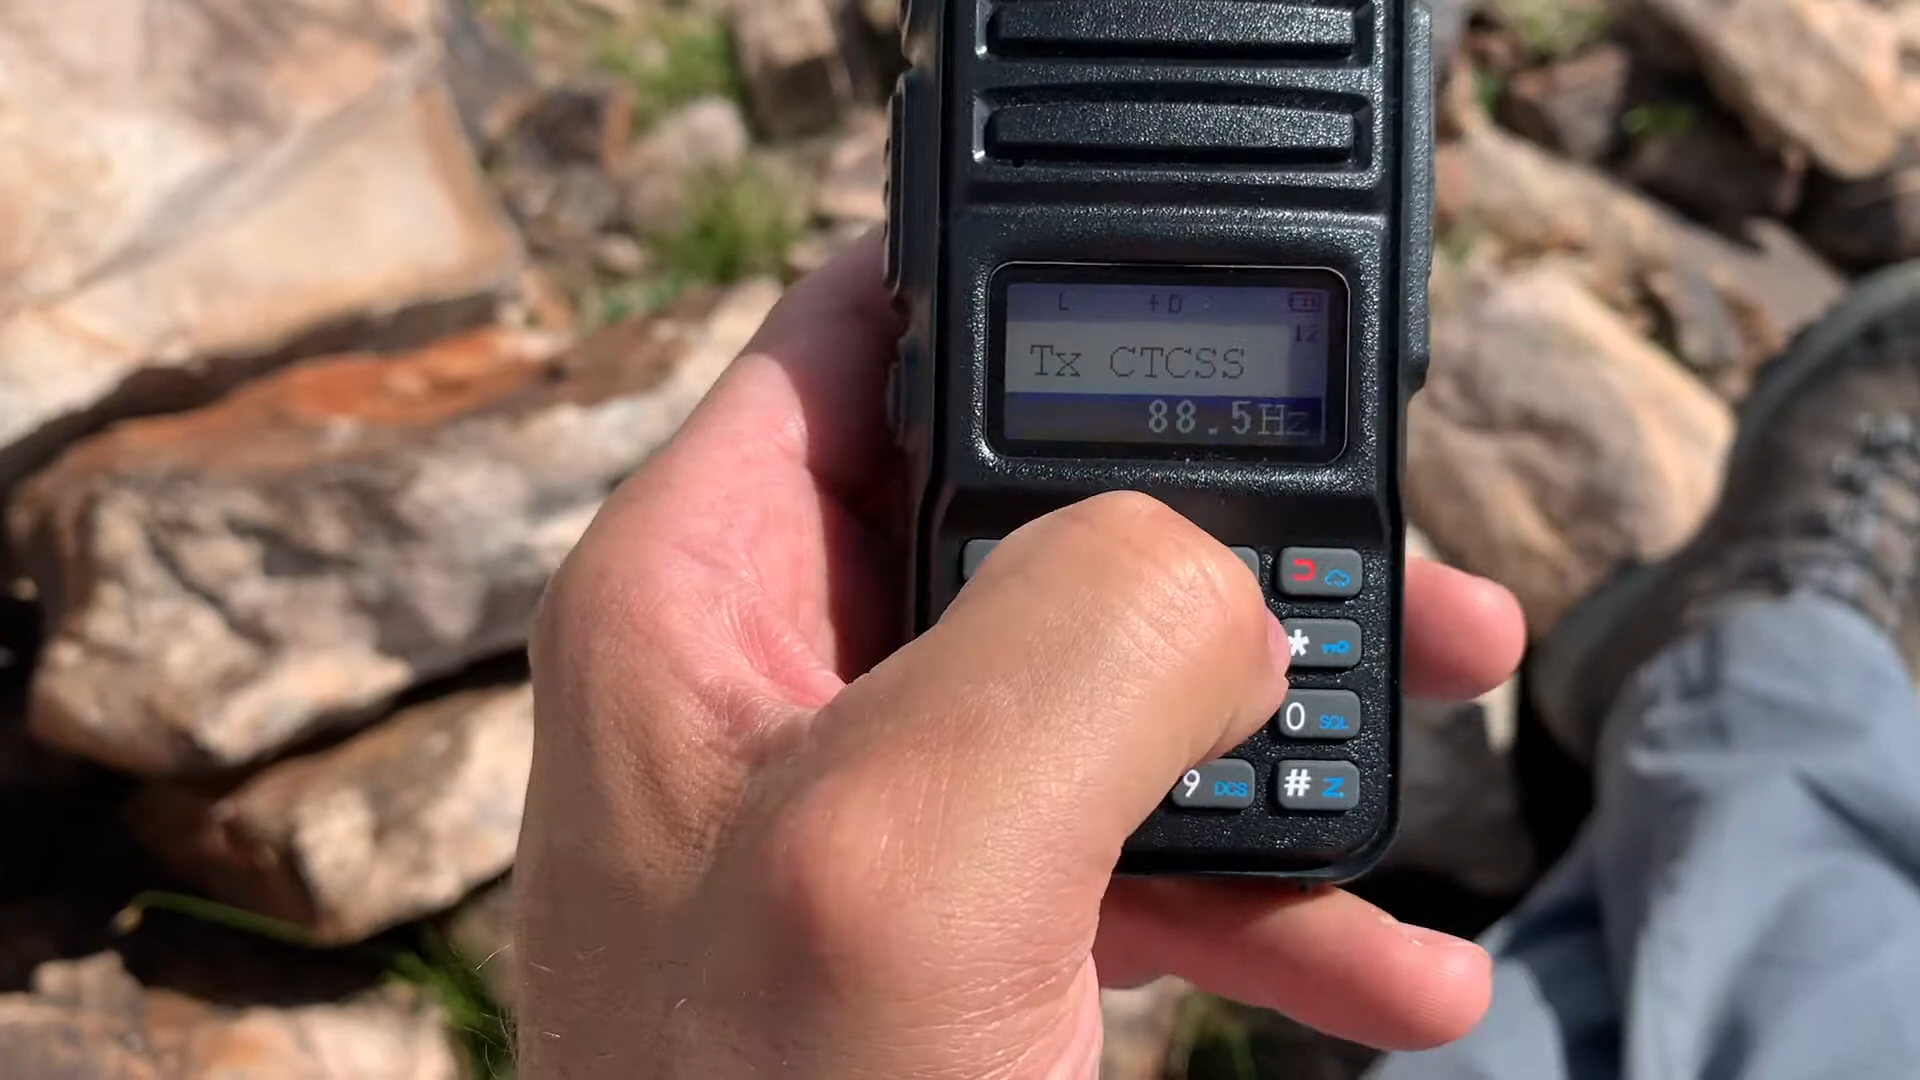 L +D
12
Tx CTCSS
88.5Hz
*
0 SQL
9 DCS
#